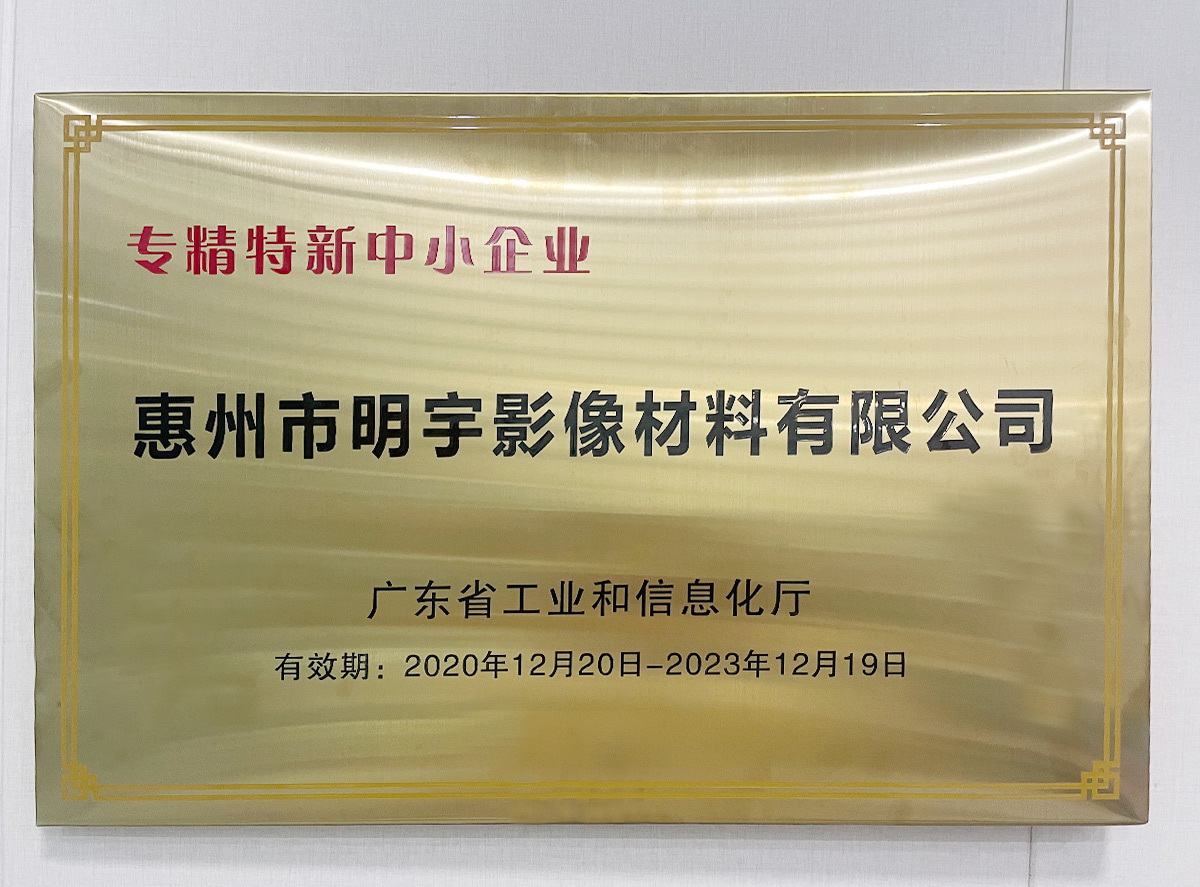 专精特新中小企业
惠州市明宇影像材料有限公司
广东省工业和信息化厅
有效期：2020年12月20日-2023年12月19日